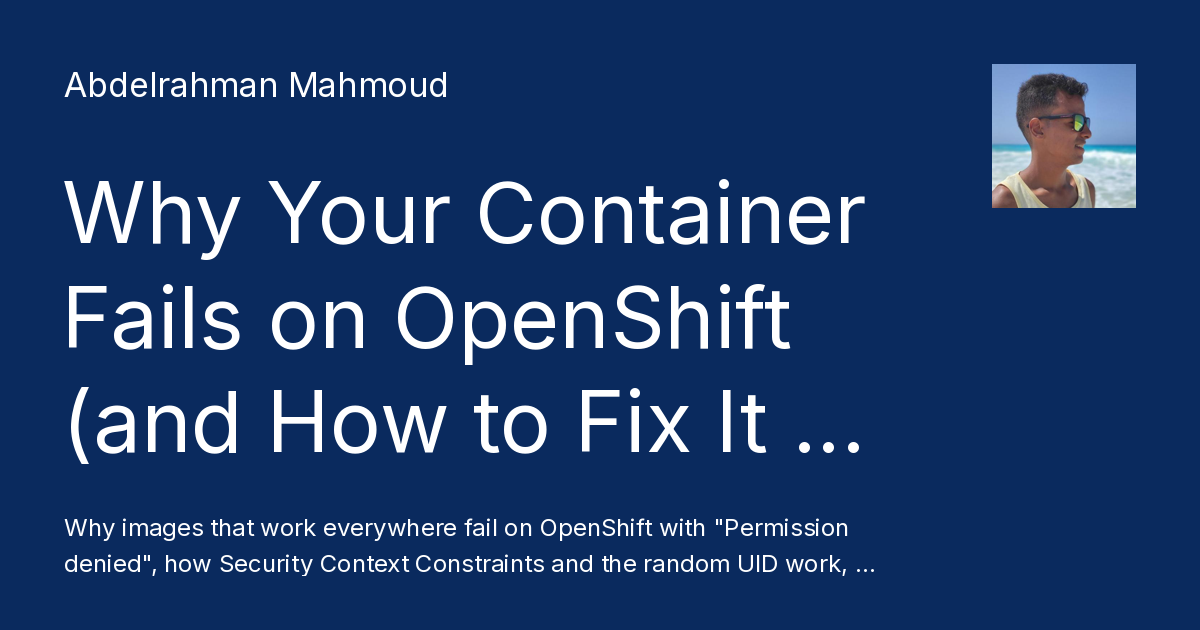 Abdelrahman Mahmoud
Why Your Container
Fails on OpenShift
(and How to Fix It ...
Why images that work everywhere fail on OpenShift with "Permission
denied", how Security Context Constraints and the random UID work, ...